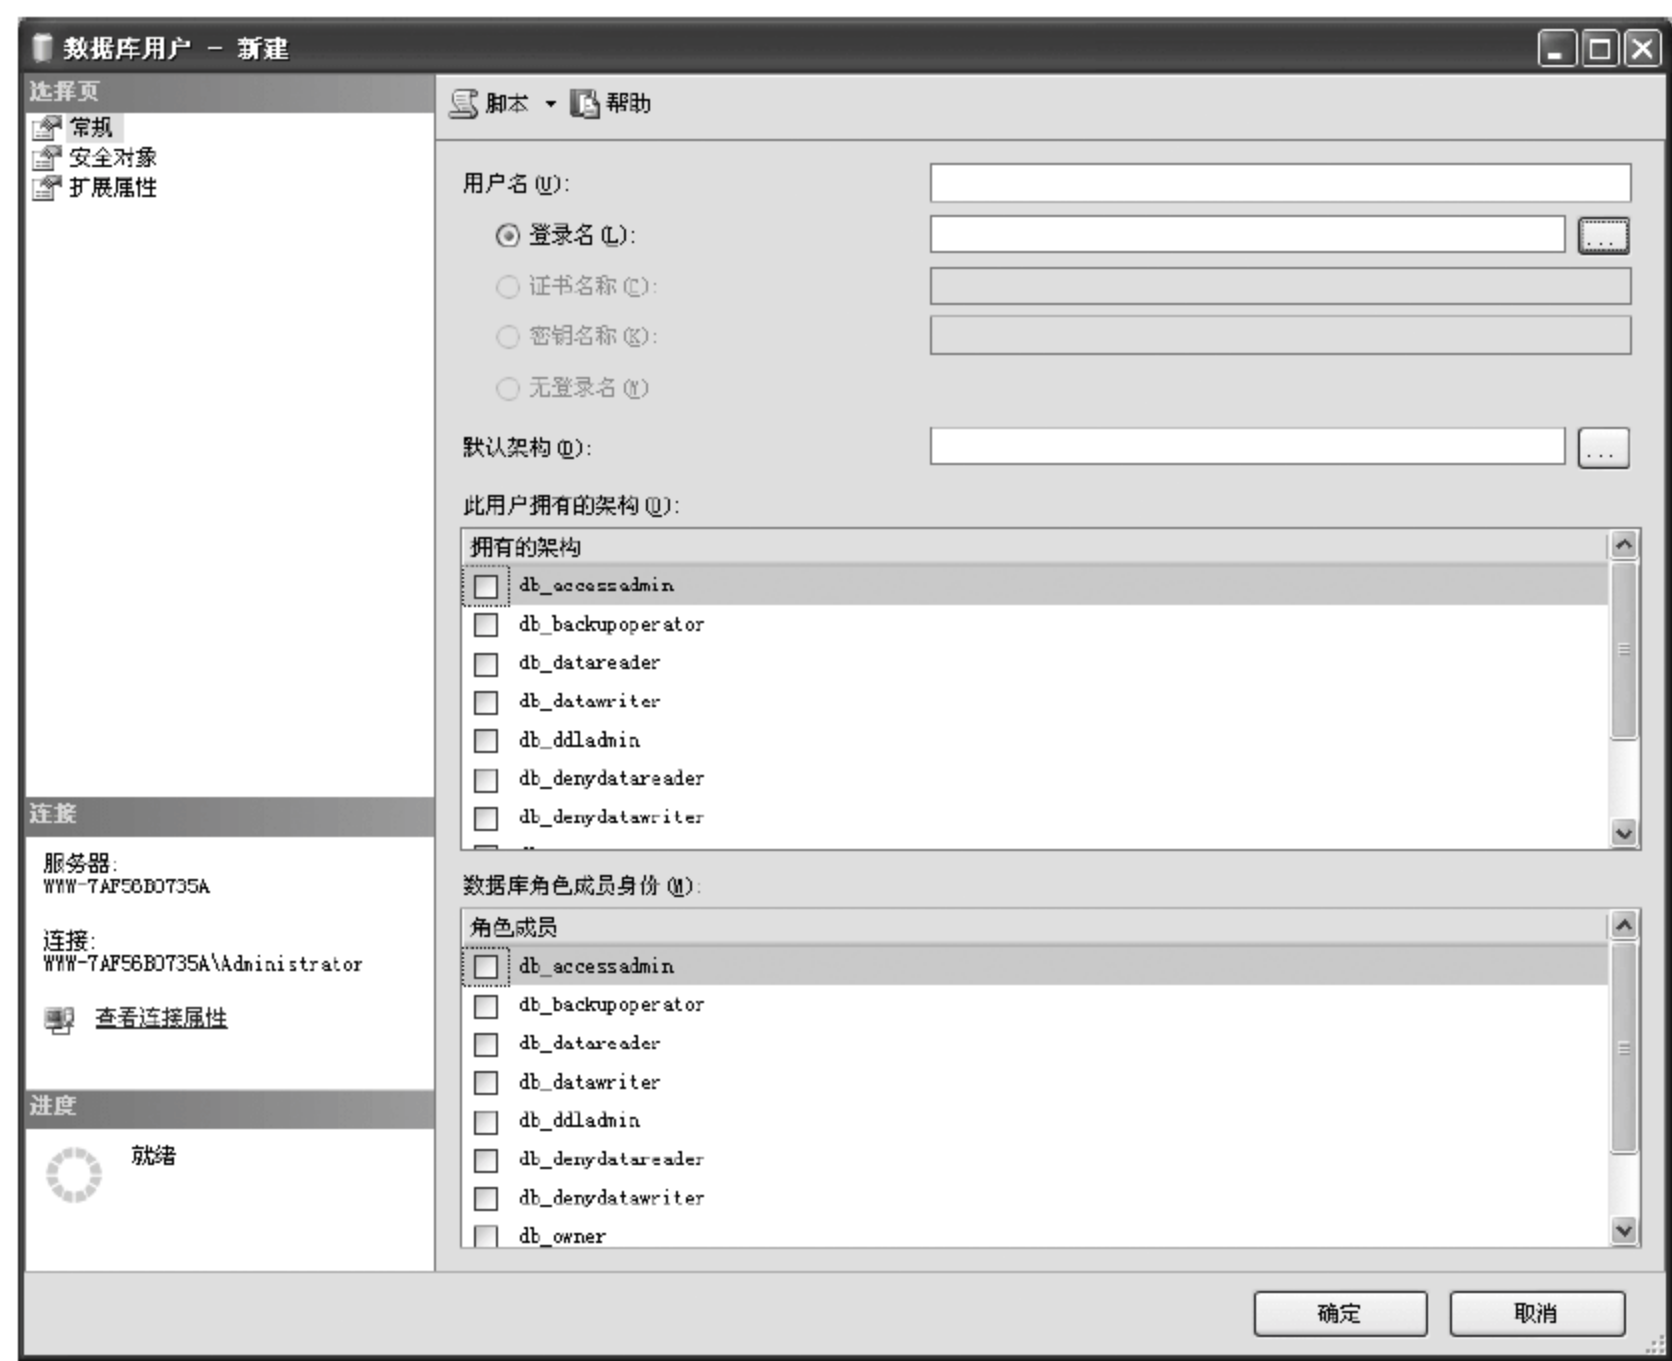 数据库用户 - 新建
选择页
常规
安全对象
扩展属性
脚本 帮助
用户名(U):
登录名(L): ...
证书名称(C):
密钥名称(K):
无登录名(N)
默认架构(D): ...
此用户拥有的架构(O):
拥有的架构
db_accessadmin
db_backupoperator
db_datareader
db_datawriter
db_ddladmin
db_denydatareader
db_denydatawriter
数据库角色成员身份(M):
角色成员
db_accessadmin
db_backupoperator
db_datareader
db_datawriter
db_ddladmin
db_denydatareader
db_denydatawriter
db_owner
连接
服务器:
WWW-7AF56B0735A
连接:
WWW-7AF56B0735A\Administrator
查看连接属性
进度
就绪
确定 取消